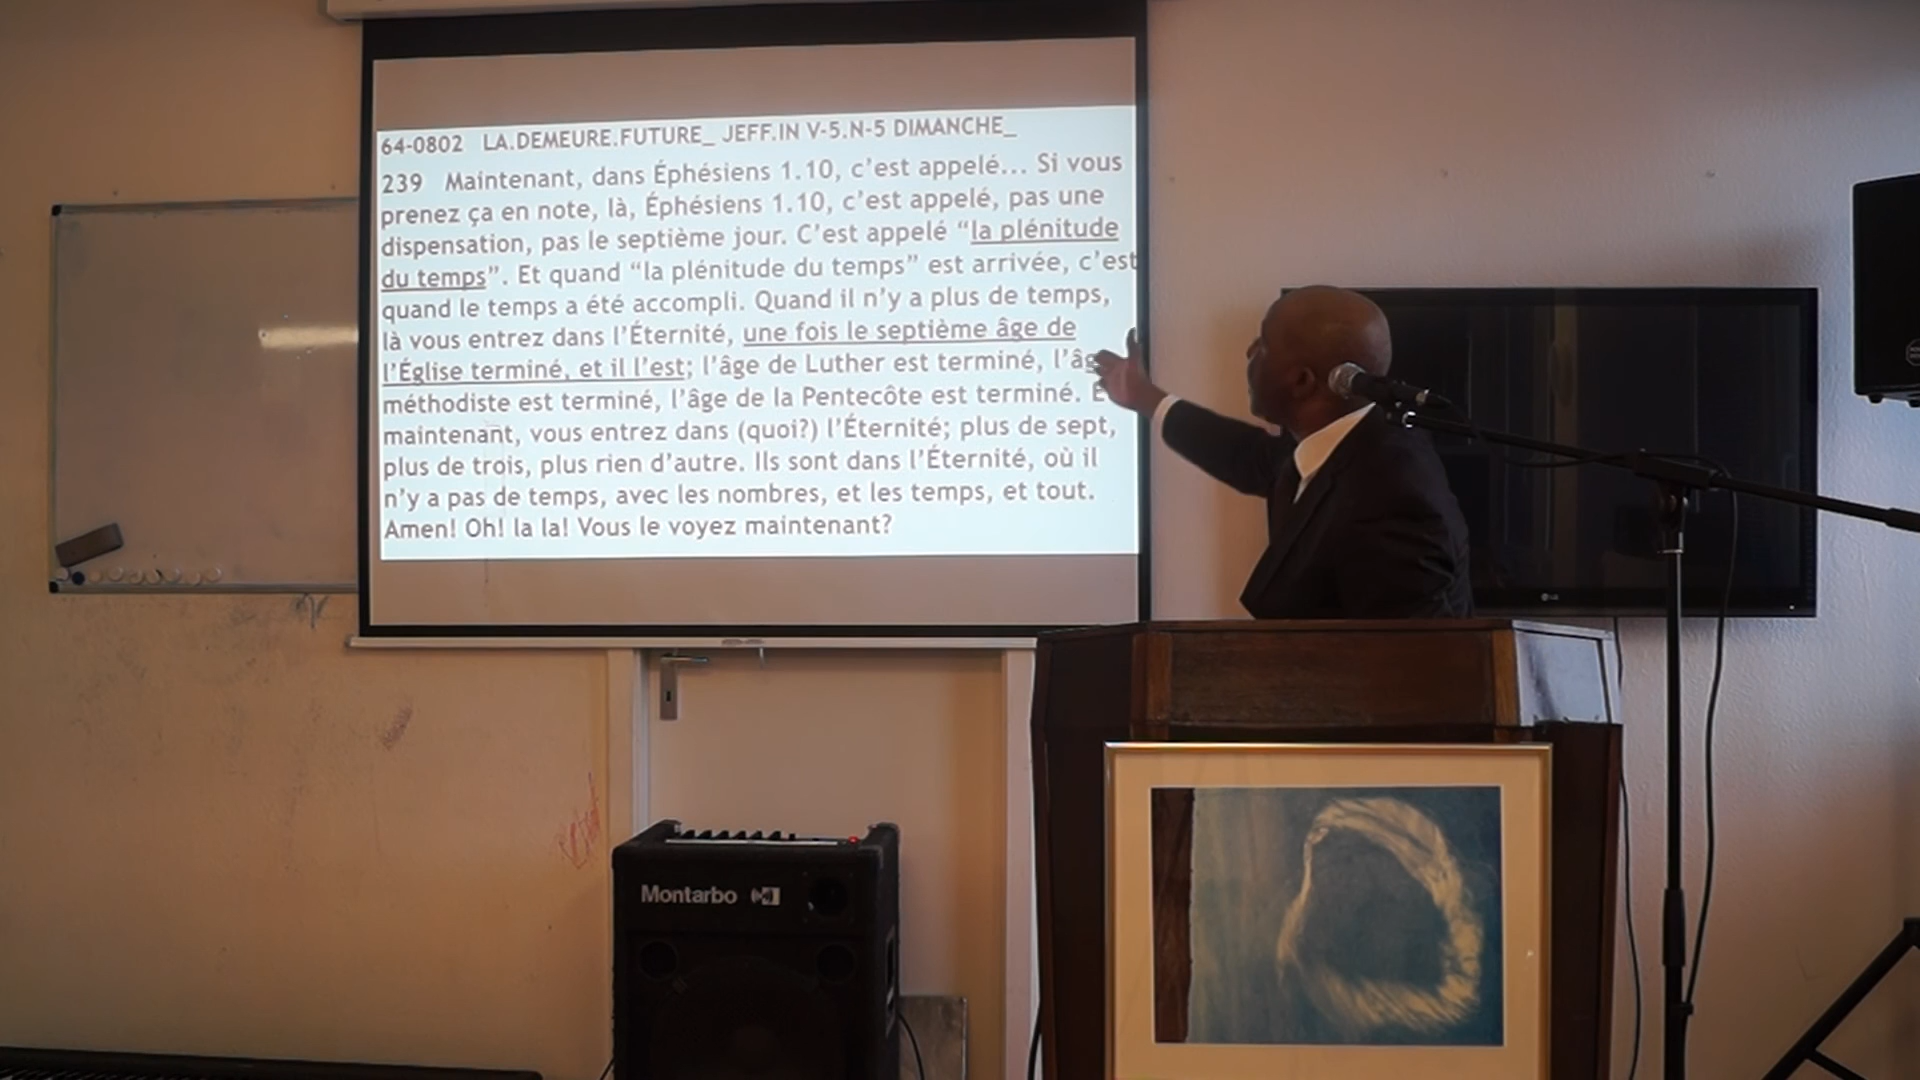 64-0802 LA.DEMEURE.FUTURE_ JEFF.IN V-5.N-5 DIMANCHE_
239 Maintenant, dans Éphésiens 1.10, c’est appelé... Si vous
prenez ça en note, là, Éphésiens 1.10, c’est appelé, pas une
dispensation, pas le septième jour. C’est appelé “la plénitude
du temps”. Et quand “la plénitude du temps” est arrivée, c’est
quand le temps a été accompli. Quand il n’y a plus de temps,
là vous entrez dans l’Éternité, une fois le septième âge de
l’Église terminé, et il l’est; l’âge de Luther est terminé, l’âg
méthodiste est terminé, l’âge de la Pentecôte est terminé. E
maintenant, vous entrez dans (quoi?) l’Éternité; plus de sept,
plus de trois, plus rien d’autre. Ils sont dans l’Éternité, où il
n’y a pas de temps, avec les nombres, et les temps, et tout.
Amen! Oh! la la! Vous le voyez maintenant?
LG
Montarbo